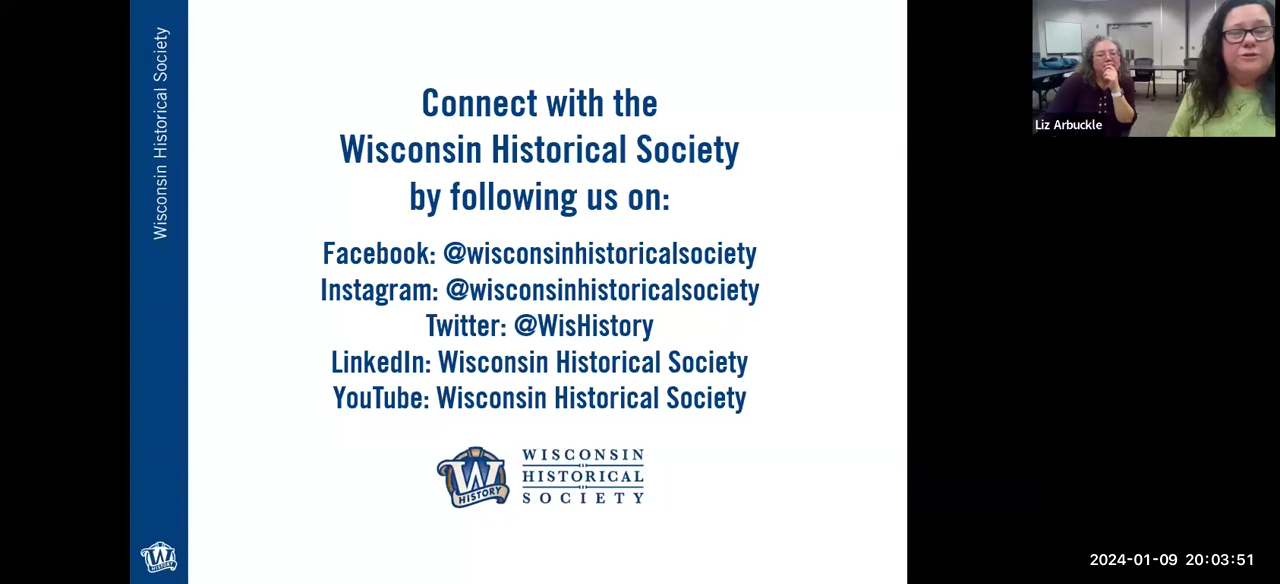 Wisconsin Historical Society
Connect with the
Wisconsin Historical Society
by following us on:
Facebook: @wisconsinhistoricalsociety
Instagram: @wisconsinhistoricalsociety
Twitter: @WisHistory
LinkedIn: Wisconsin Historical Society
YouTube: Wisconsin Historical Society
W
HISTORY
WISCONSIN
HISTORICAL
SOCIETY
W
HISTORY
Liz Arbuckle
2024-01-09 20:03:51